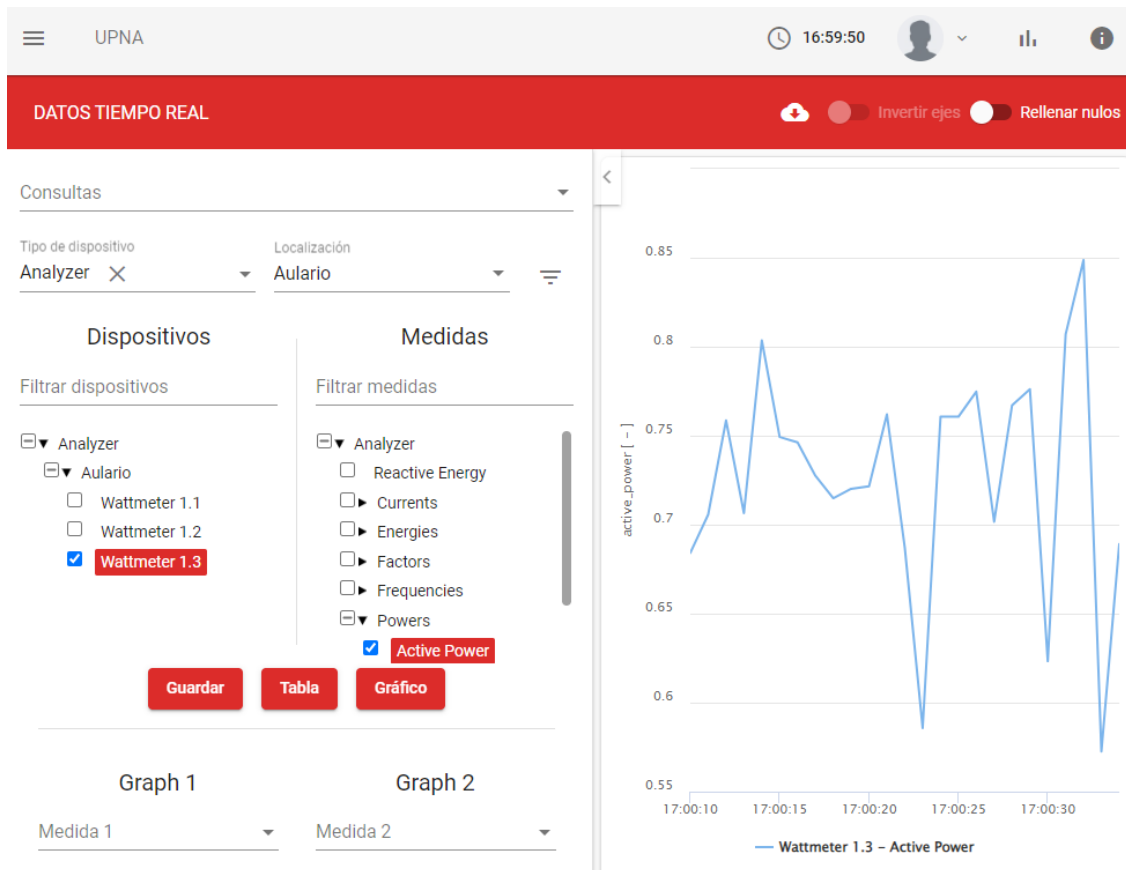 UPNA
16:59:50
DATOS TIEMPO REAL
Invertir ejes
Rellenar nulos
Consultas
Tipo de dispositivo
Analyzer
Localización
Aulario
Dispositivos
Filtrar dispositivos
Analyzer
Aulario
Wattmeter 1.1
Wattmeter 1.2
Wattmeter 1.3
Medidas
Filtrar medidas
Analyzer
Reactive Energy
Currents
Energies
Factors
Frequencies
Powers
Active Power
Guardar
Tabla
Gráfico
Graph 1
Medida 1
Graph 2
Medida 2
active_power [ - ]
0.85
0.8
0.75
0.7
0.65
0.6
0.55
17:00:10 17:00:15 17:00:20 17:00:25 17:00:30
Wattmeter 1.3 - Active Power